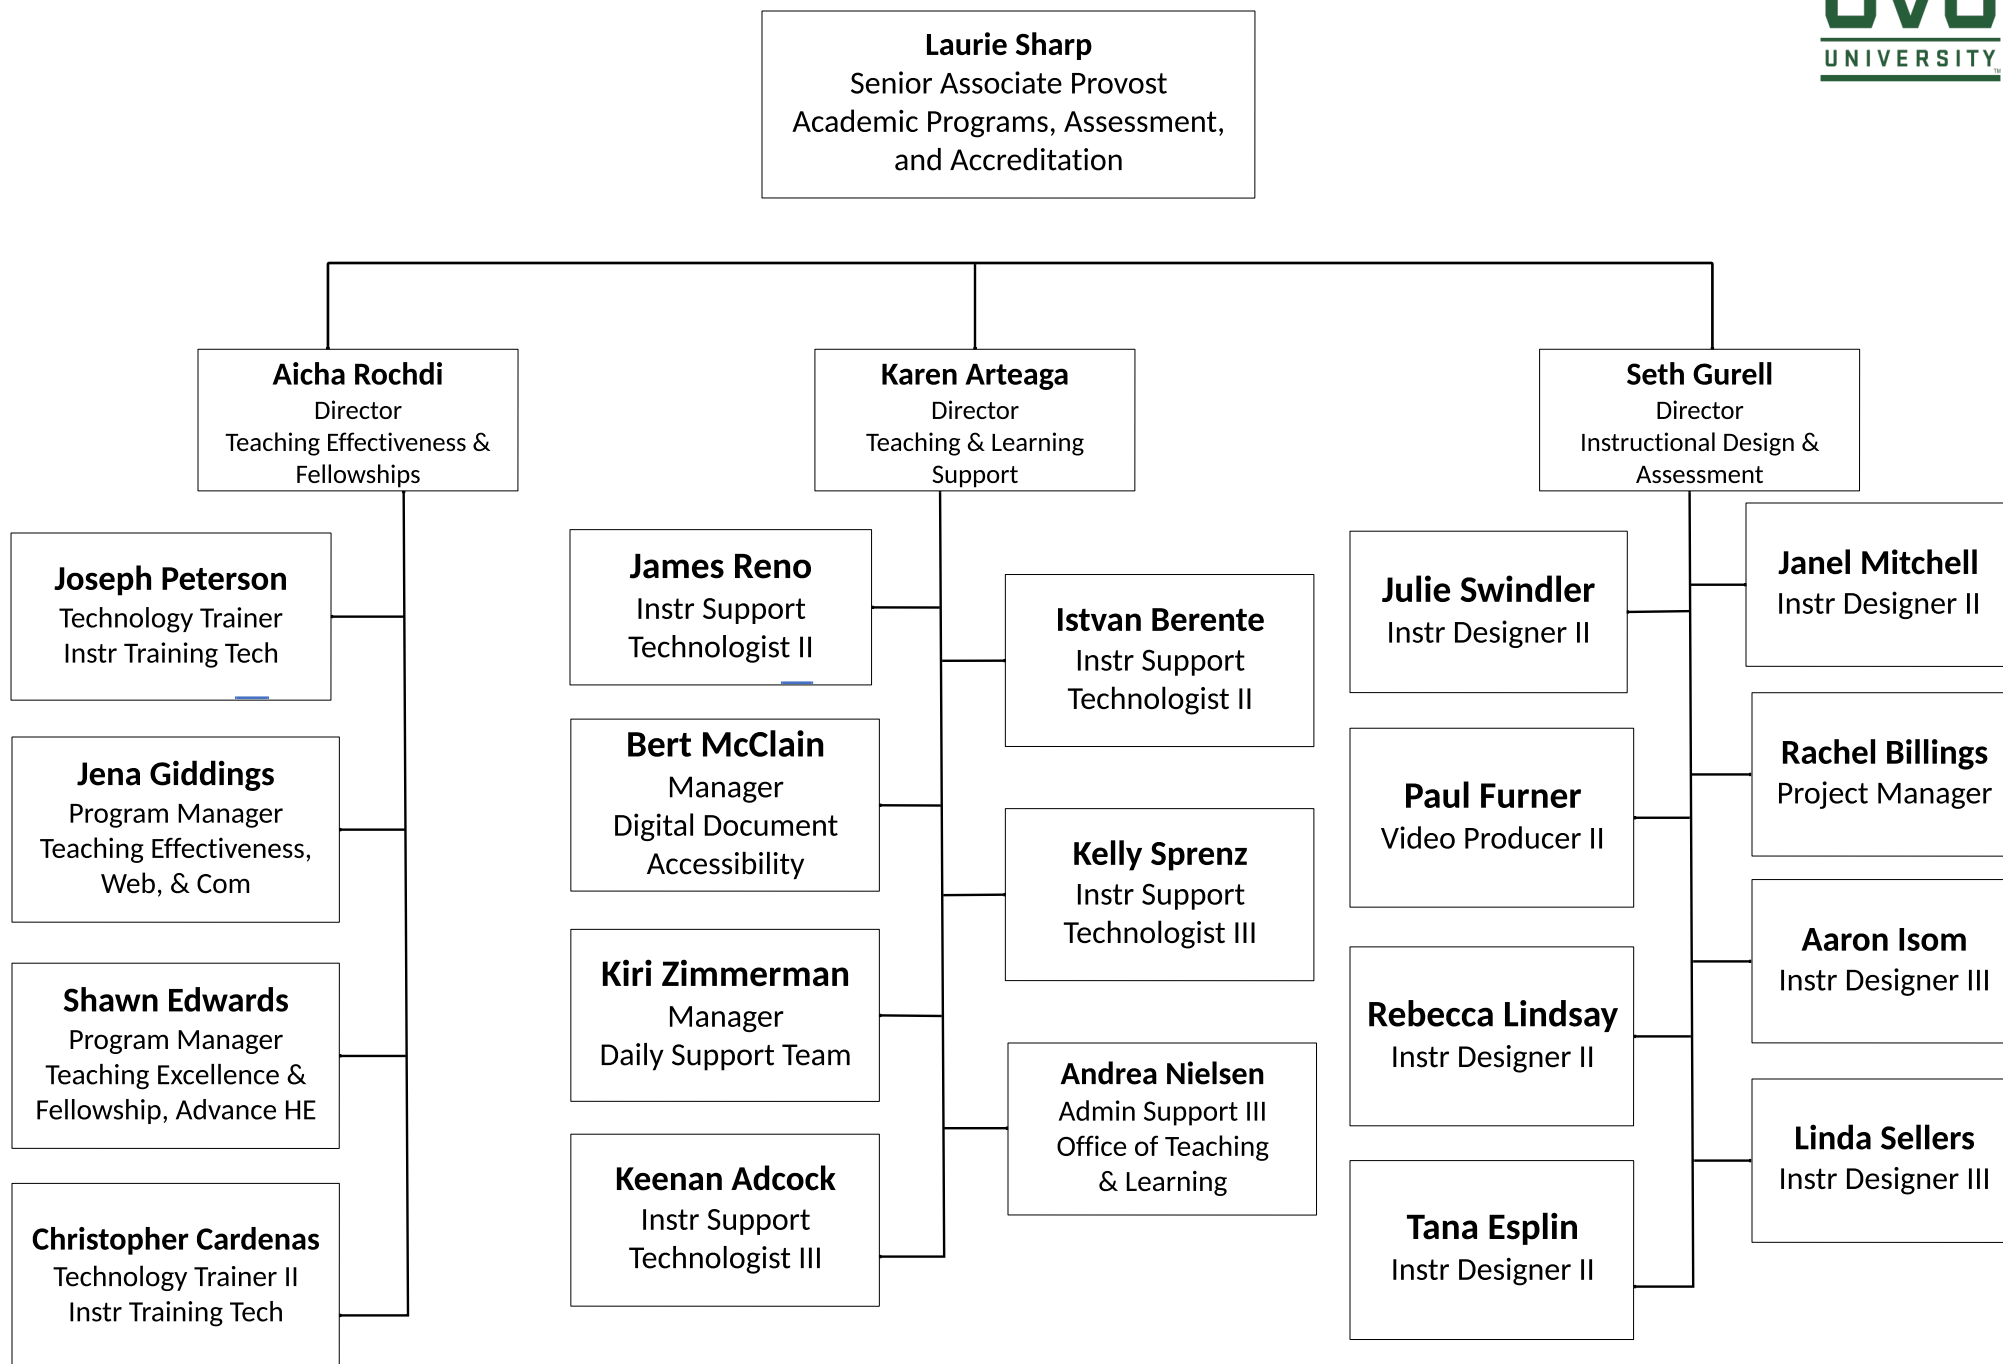 UVU
UNIVERSITY
TM
Laurie Sharp
Senior Associate Provost
Academic Programs, Assessment,
and Accreditation
Aicha Rochdi
Director
Teaching Effectiveness &
Fellowships
Joseph Peterson
Technology Trainer
Instr Training Tech
Jena Giddings
Program Manager
Teaching Effectiveness,
Web, & Com
Shawn Edwards
Program Manager
Teaching Excellence &
Fellowship, Advance HE
Christopher Cardenas
Technology Trainer II
Instr Training Tech
Karen Arteaga
Director
Teaching & Learning
Support
James Reno
Instr Support
Technologist II
Bert McClain
Manager
Digital Document
Accessibility
Kiri Zimmerman
Manager
Daily Support Team
Keenan Adcock
Instr Support
Technologist III
Istvan Berente
Instr Support
Technologist II
Kelly Sprenz
Instr Support
Technologist III
Andrea Nielsen
Admin Support III
Office of Teaching
& Learning
Seth Gurell
Director
Instructional Design &
Assessment
Julie Swindler
Instr Designer II
Paul Furner
Video Producer II
Rebecca Lindsay
Instr Designer II
Tana Esplin
Instr Designer II
Janel Mitchell
Instr Designer II
Rachel Billings
Project Manager
Aaron Isom
Instr Designer III
Linda Sellers
Instr Designer III